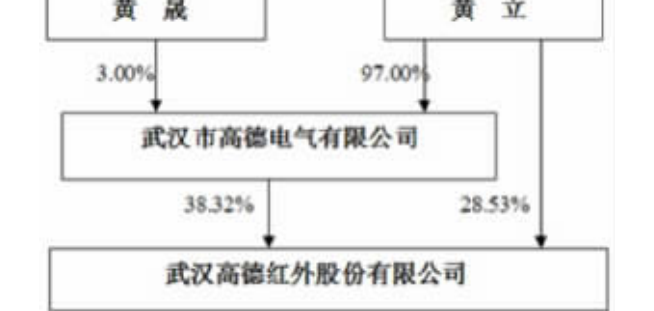 黄 晟
黄 立
3.00%
97.00%
武汉市高德电气有限公司
38.32%
28.53%
武汉高德红外股份有限公司